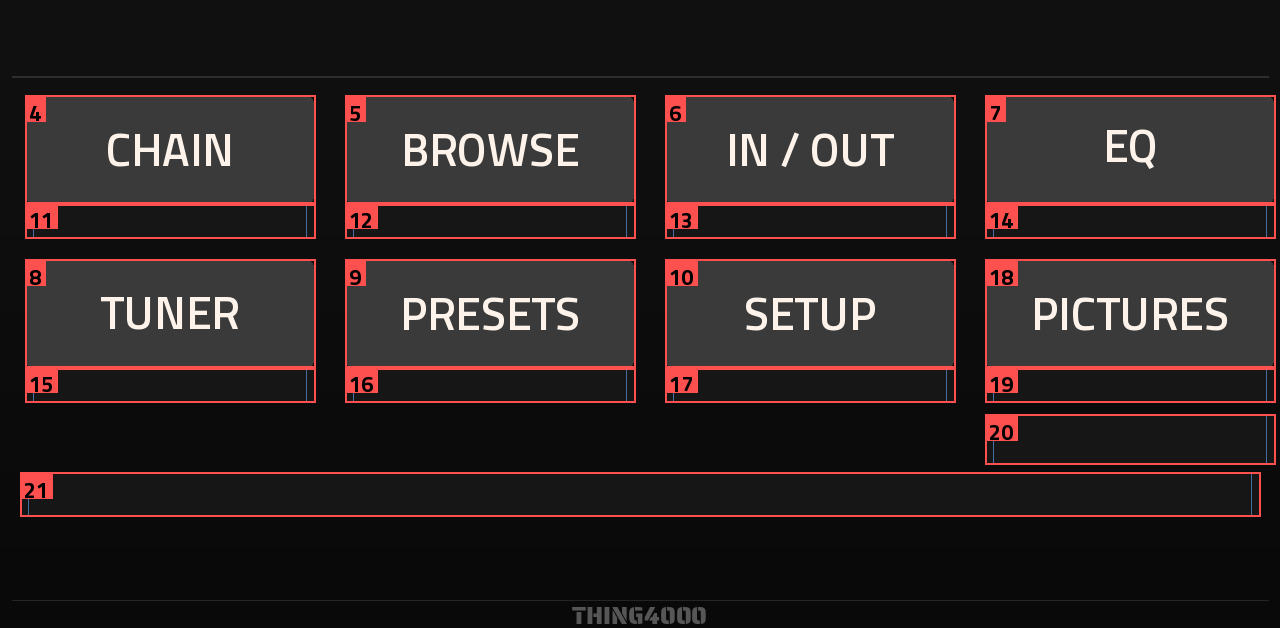 4 CHAIN 5 BROWSE 6 IN / OUT 7 EQ
11 12 13 14
8 TUNER 9 PRESETS 10 SETUP 18 PICTURES
15 16 17 19
20
21
THING4000